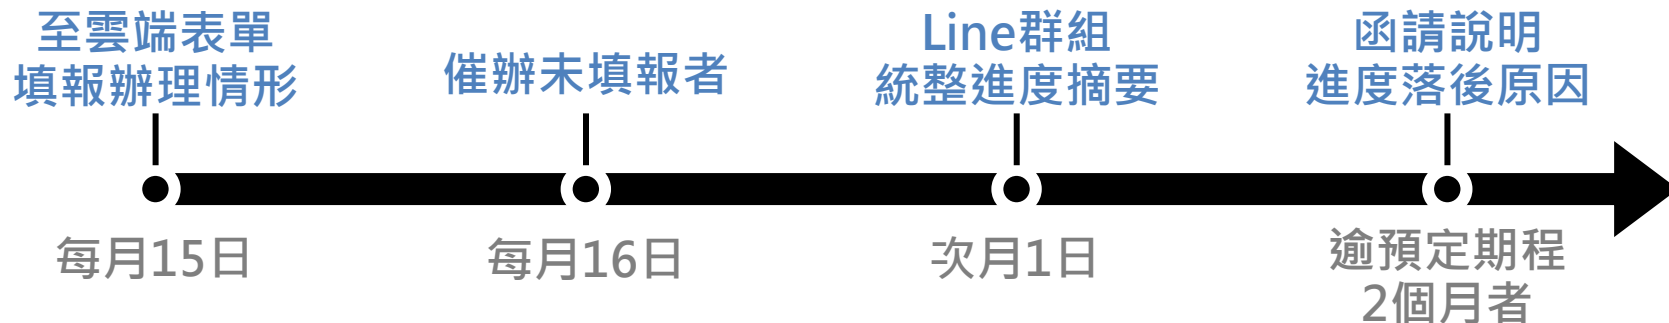 至雲端表單
填報辦理情形
催辦未填報者
Line群組
統整進度摘要
函請說明
進度落後原因
每月15日
每月16日
次月1日
逾預定期程
2個月者